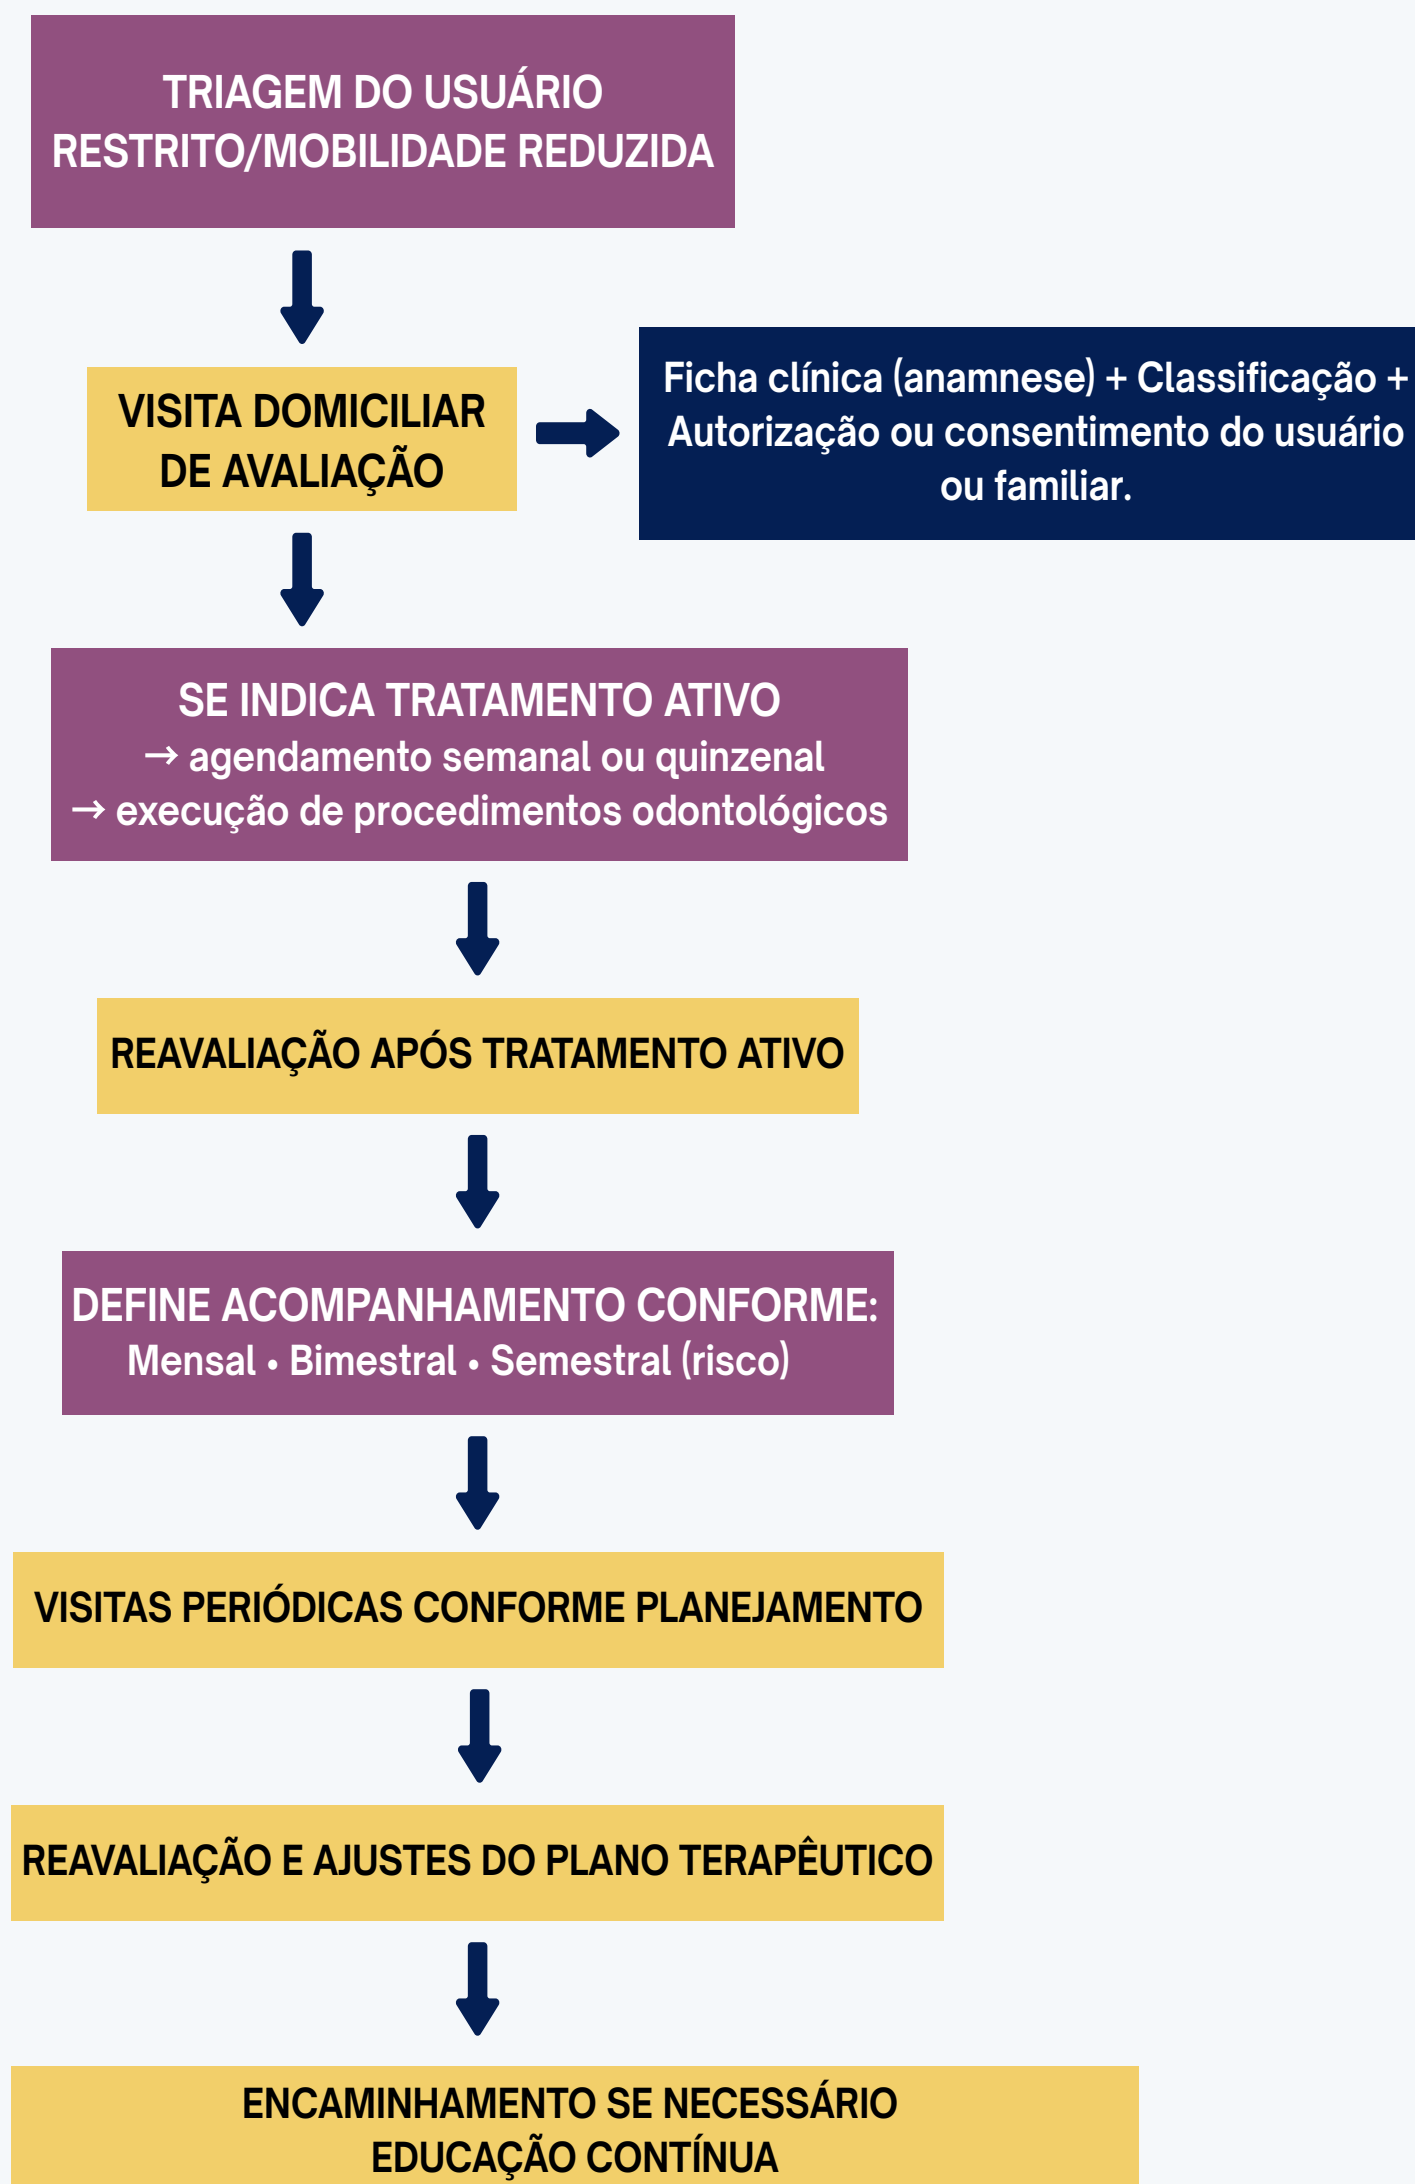 TRIAGEM DO USUÁRIO
RESTRITO/MOBILIDADE REDUZIDA
VISITA DOMICILIAR
DE AVALIAÇÃO
Ficha clínica (anamnese) + Classificação +
Autorização ou consentimento do usuário
ou familiar.
SE INDICA TRATAMENTO ATIVO
→ agendamento semanal ou quinzenal
→ execução de procedimentos odontológicos
REAVALIAÇÃO APÓS TRATAMENTO ATIVO
DEFINE ACOMPANHAMENTO CONFORME:
Mensal • Bimestral • Semestral (risco)
VISITAS PERIÓDICAS CONFORME PLANEJAMENTO
REAVALIAÇÃO E AJUSTES DO PLANO TERAPÊUTICO
ENCAMINHAMENTO SE NECESSÁRIO
EDUCAÇÃO CONTÍNUA